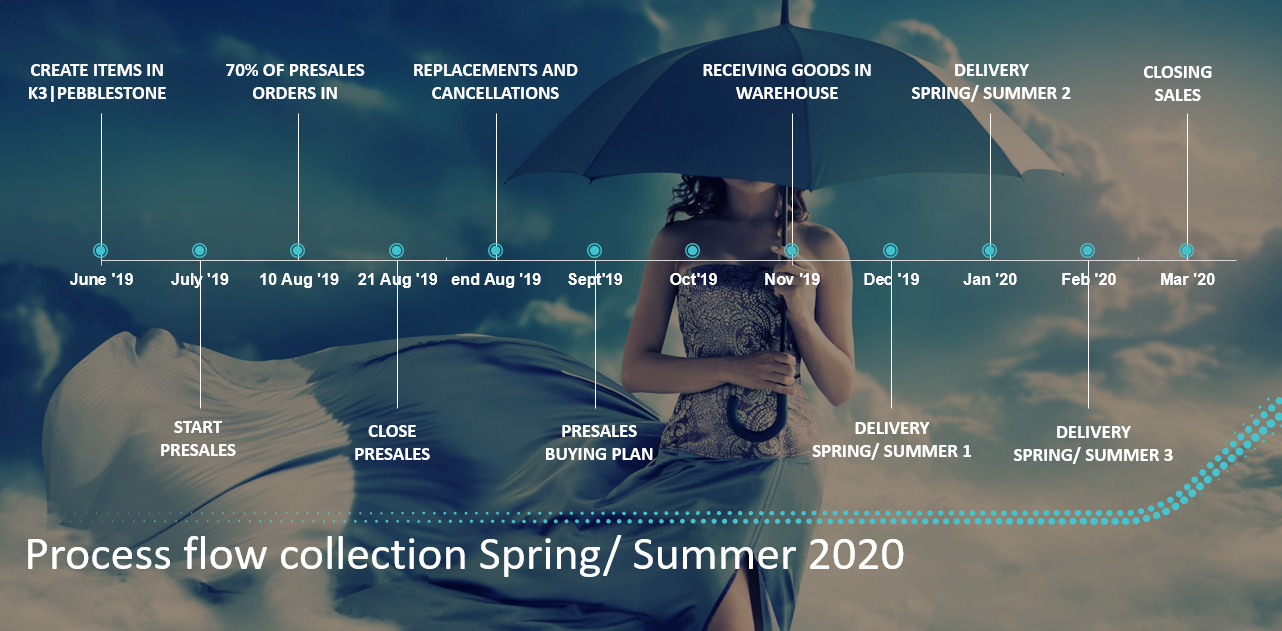 CREATE ITEMS IN
K3|PEBBLESTONE
70% OF PRESALES
ORDERS IN
REPLACEMENTS AND
CANCELLATIONS
RECEIVING GOODS IN
WAREHOUSE
DELIVERY
SPRING/ SUMMER 2
CLOSING
SALES
June '19
July '19
10 Aug '19
21 Aug '19
end Aug '19
Sept'19
Oct'19
Nov '19
Dec '19
Jan '20
Feb '20
Mar '20
START
PRESALES
CLOSE
PRESALES
PRESALES
BUYING PLAN
DELIVERY
SPRING/ SUMMER 1
DELIVERY
SPRING/ SUMMER 3
Process flow collection Spring/ Summer 2020